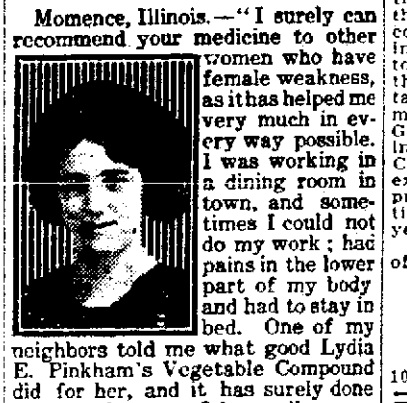 Momence, Illinois.—"I surely can
recommend your medicine to other
women who have
female weakness,
as it has helped me
very much in ev-
ery way possible.
I was working in
a dining room in
town, and some-
times I could not
do my work; had
pains in the lower
part of my body
and had to stay in
bed. One of my
neighbors told me what good Lydia
E. Pinkham's Vegetable Compound
did for her, and it has surely done